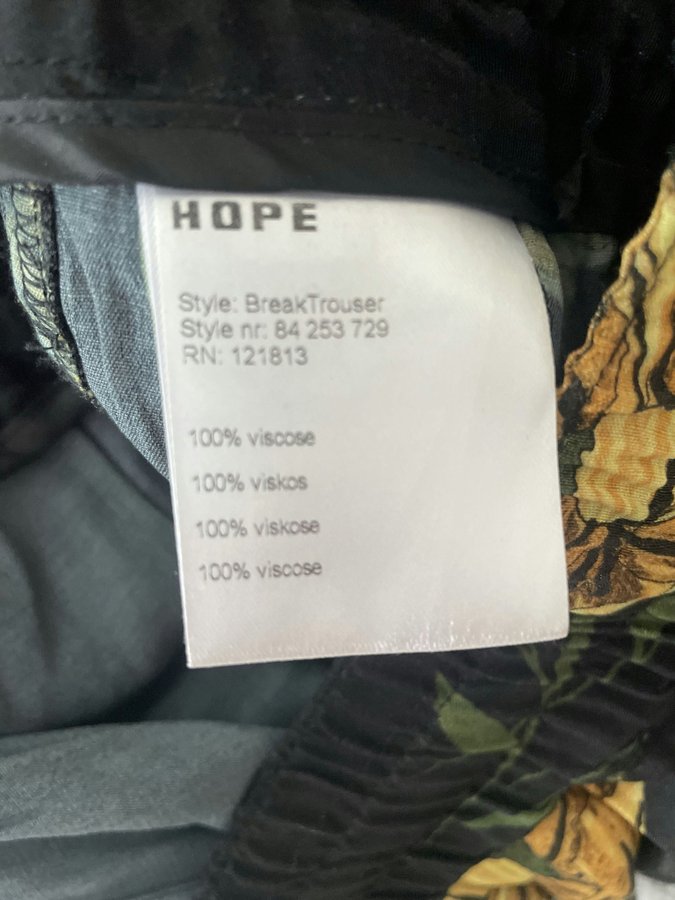 HOPE
Style: BreakTrouser
Style nr: 84 253 729
RN: 121813
100% viscose
100% viskos
100% viskose
100% viscose